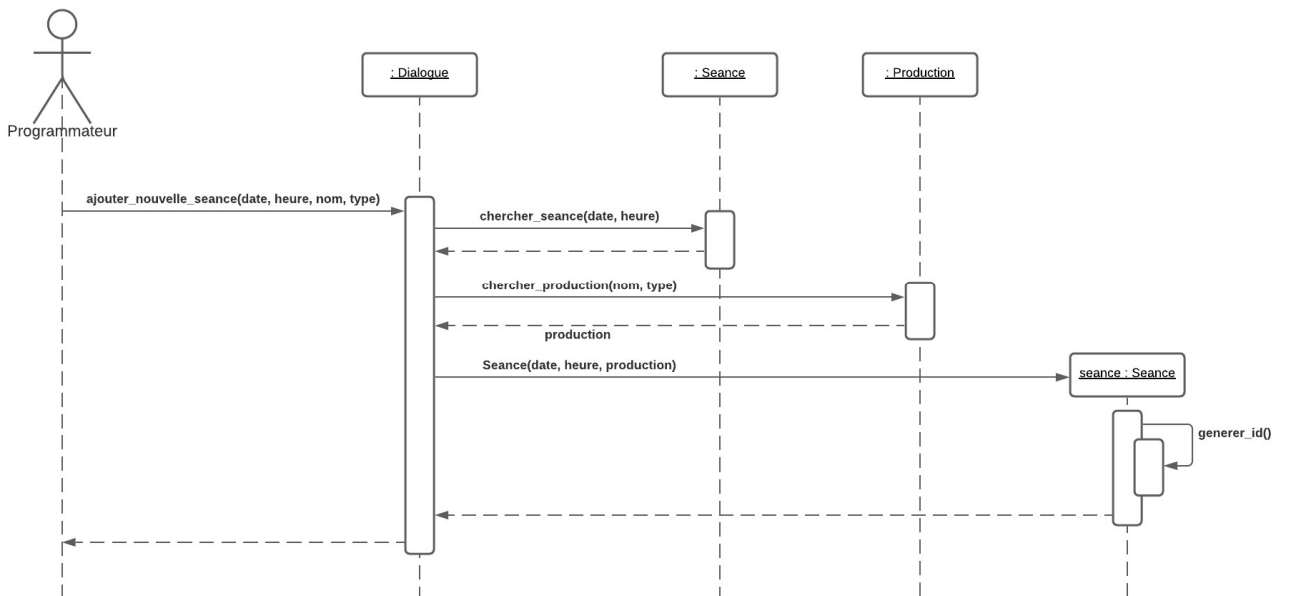 : Dialogue
: Seance
: Production
Programmateur
ajouter_nouvelle_seance(date, heure, nom, type)
chercher_seance(date, heure)
chercher_production(nom, type)
production
Seance(date, heure, production)
seance : Seance
generer_id()